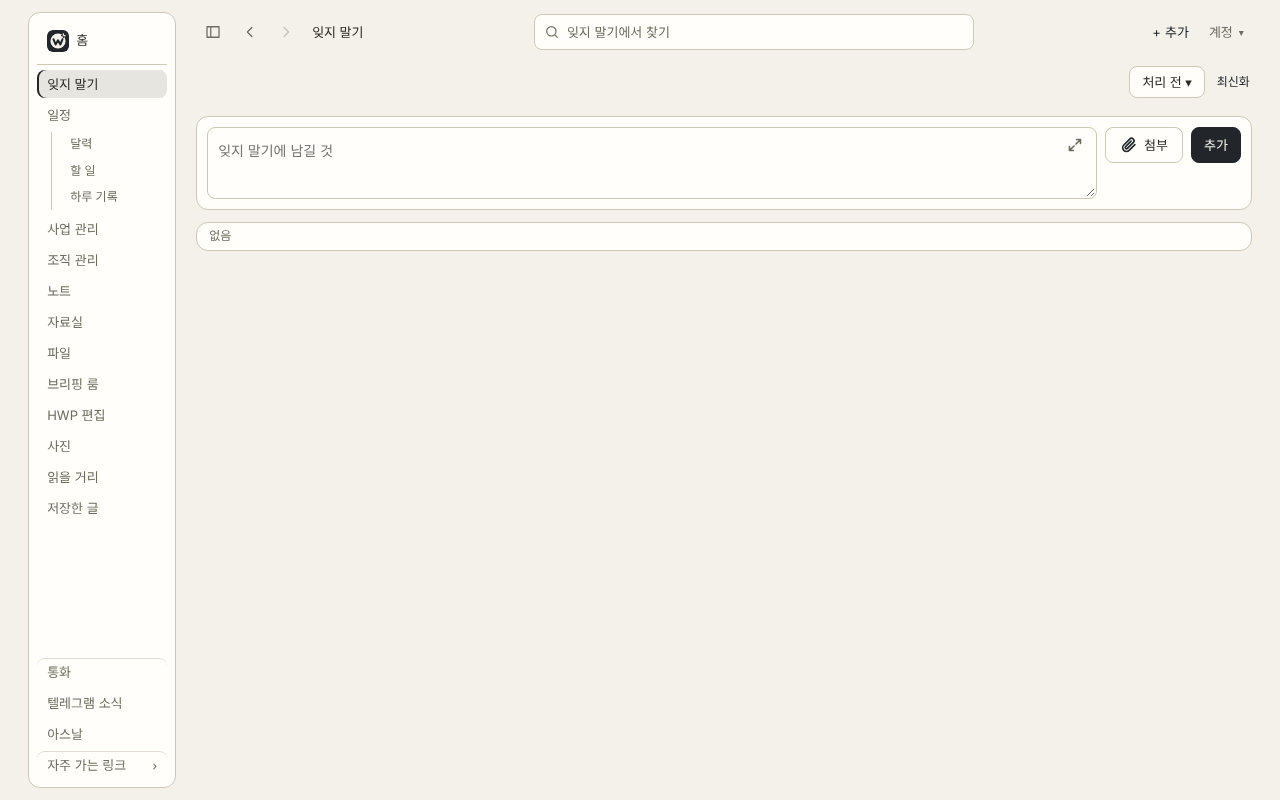 홈
잊지 말기
일정
달력
할 일
하루 기록
사업 관리
조직 관리
노트
자료실
파일
브리핑 룸
HWP 편집
사진
읽을 거리
저장한 글
통화
텔레그램 소식
아스날
자주 가는 링크 ›
잊지 말기
잊지 말기에서 찾기
+ 추가
계정 ▾
처리 전 ▾
최신화
잊지 말기에 남길 것
첨부
추가
없음